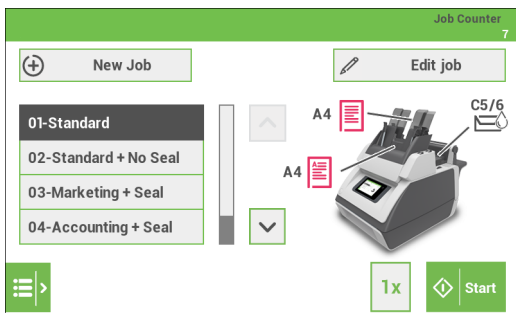 Job Counter
7
New Job
Edit job
01-Standard
02-Standard + No Seal
03-Marketing + Seal
04-Accounting + Seal
A4
C5/6
A4
1x
Start